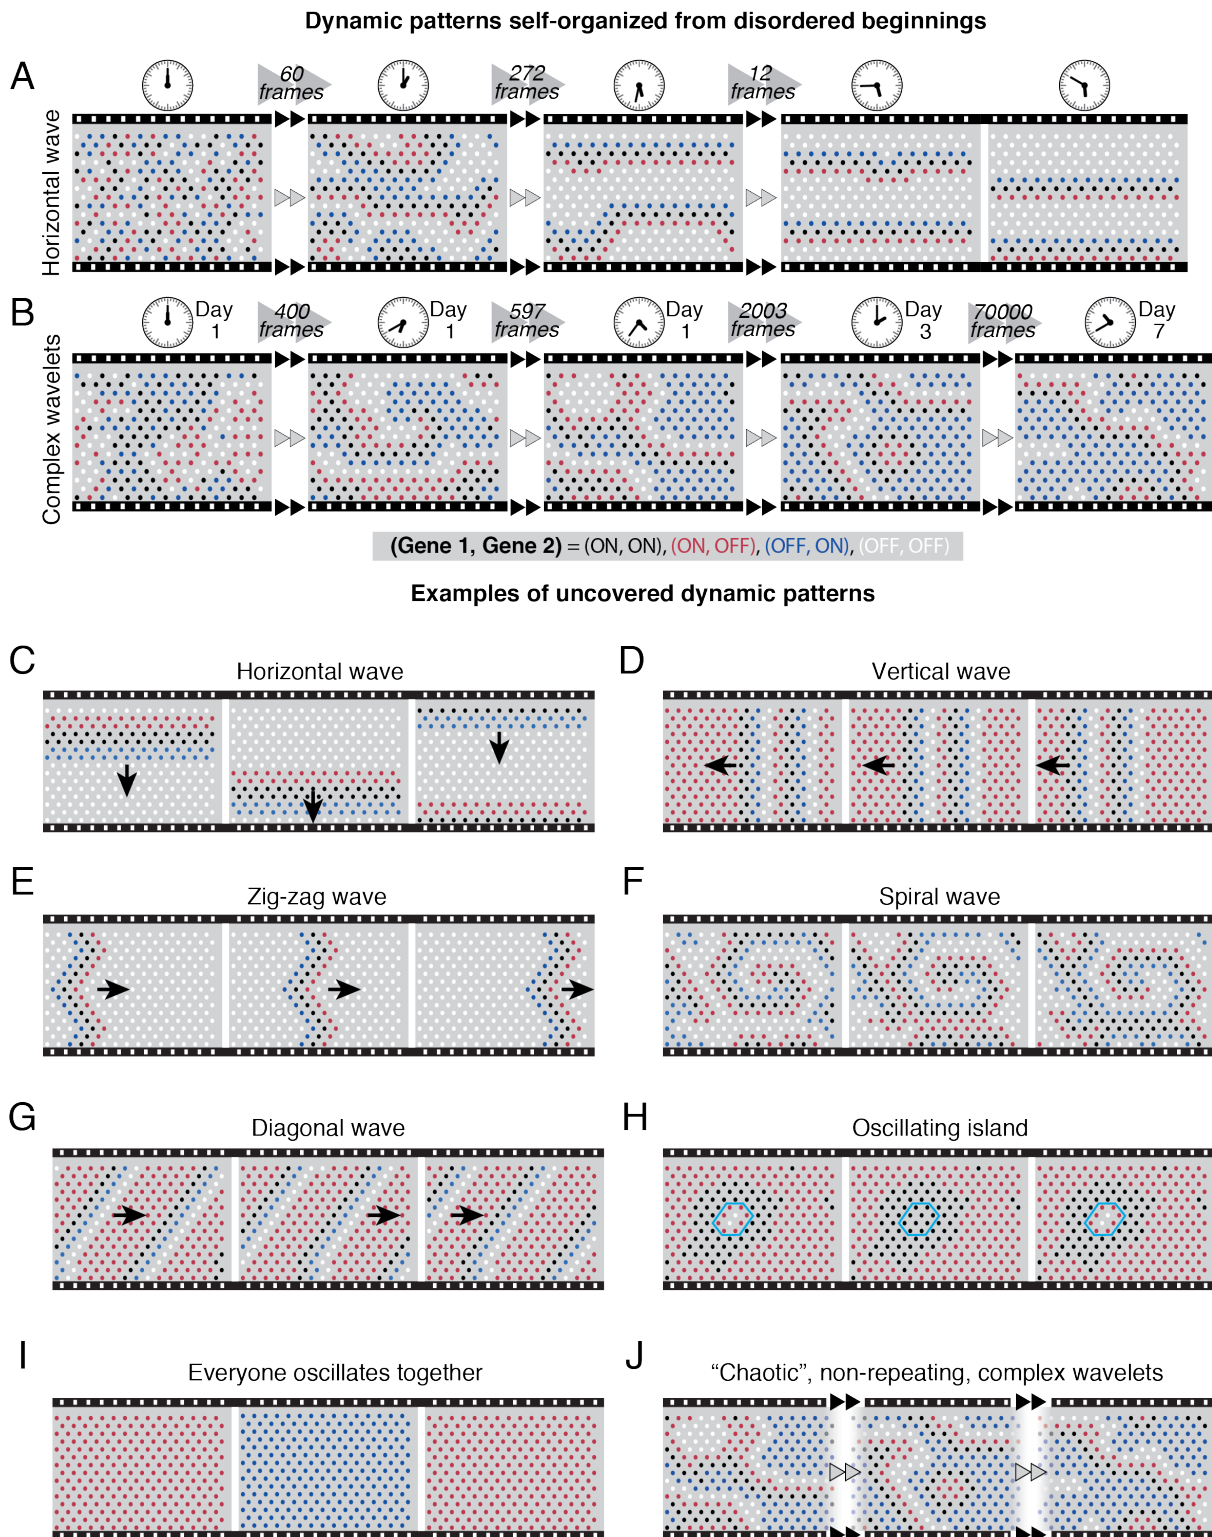 Dynamic patterns self-organized from disordered beginnings
A
60
frames
272
frames
12
frames
Horizontal wave
B
Day
1
400
frames
Day
1
597
frames
Day
1
2003
frames
Day
3
70000
frames
Day
7
Complex wavelets
(Gene 1, Gene 2) = (ON, ON), (ON, OFF), (OFF, ON), (OFF, OFF)
Examples of uncovered dynamic patterns
C
Horizontal wave
D
Vertical wave
E
Zig-zag wave
F
Spiral wave
G
Diagonal wave
H
Oscillating island
I
Everyone oscillates together
J
“Chaotic”, non-repeating, complex wavelets